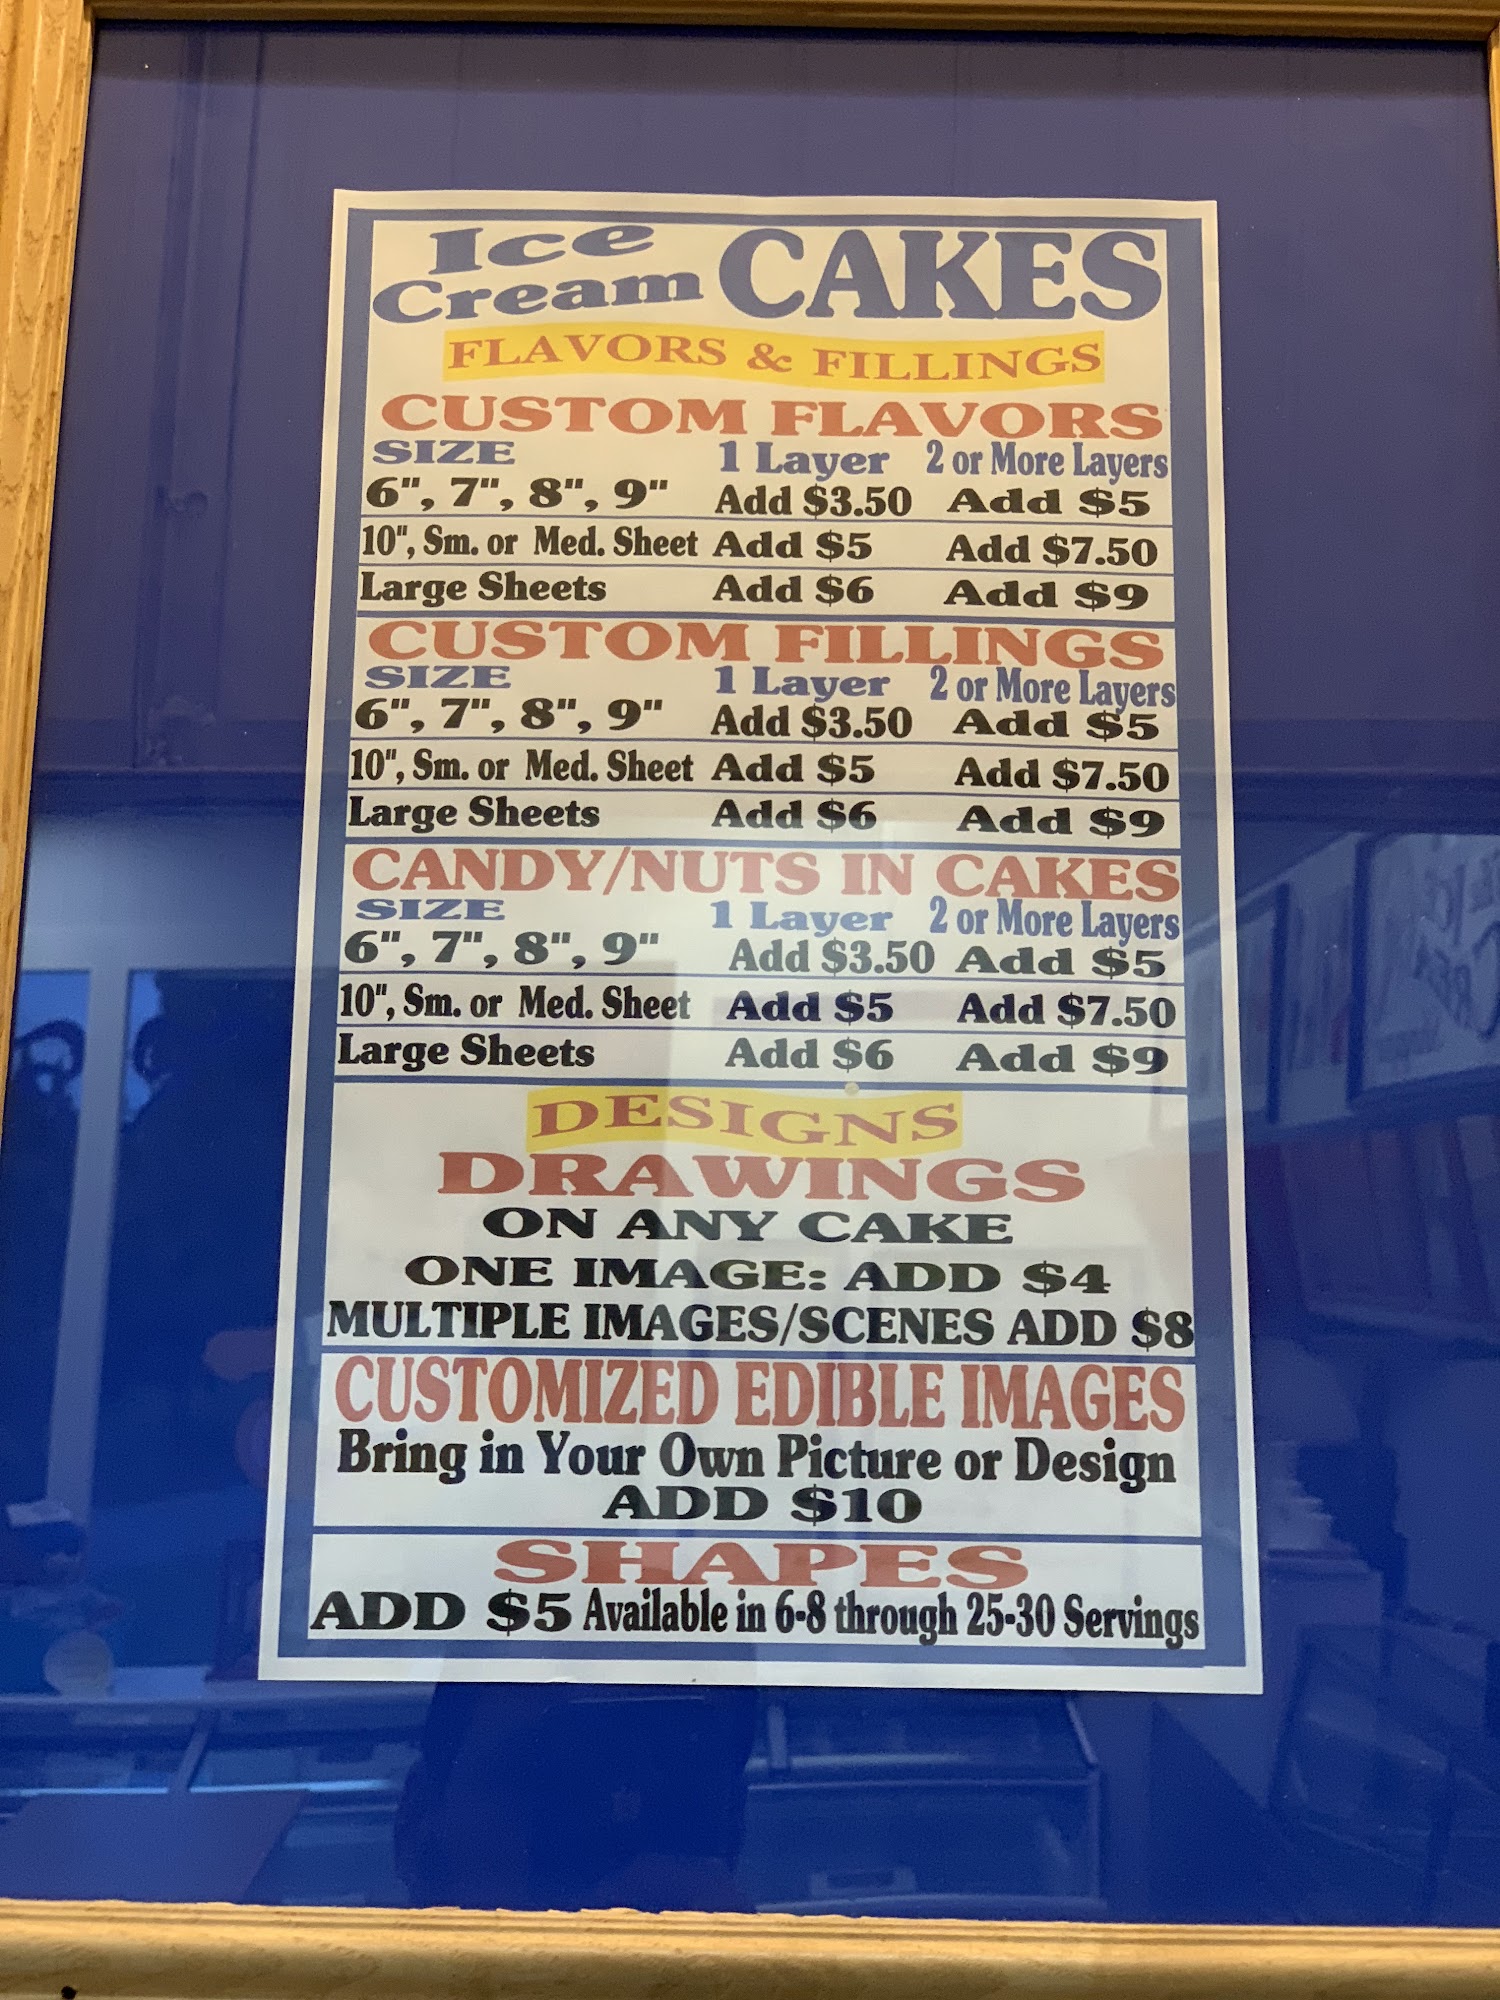 Ice Cream CAKES
FLAVORS & FILLINGS
CUSTOM FLAVORS
SIZE 1 Layer 2 or More Layers
6", 7", 8", 9" Add $3.50 Add $5
10", Sm. or Med. Sheet Add $5 Add $7.50
Large Sheets Add $6 Add $9
CUSTOM FILLINGS
SIZE 1 Layer 2 or More Layers
6", 7", 8", 9" Add $3.50 Add $5
10", Sm. or Med. Sheet Add $5 Add $7.50
Large Sheets Add $6 Add $9
CANDY/NUTS IN CAKES
SIZE 1 Layer 2 or More Layers
6", 7", 8", 9" Add $3.50 Add $5
10", Sm. or Med. Sheet Add $5 Add $7.50
Large Sheets Add $6 Add $9
DESIGNS
DRAWINGS
ON ANY CAKE
ONE IMAGE: ADD $4
MULTIPLE IMAGES/SCENES ADD $8
CUSTOMIZED EDIBLE IMAGES
Bring in Your Own Picture or Design
ADD $10
SHAPES
ADD $5 Available in 6-8 through 25-30 Servings